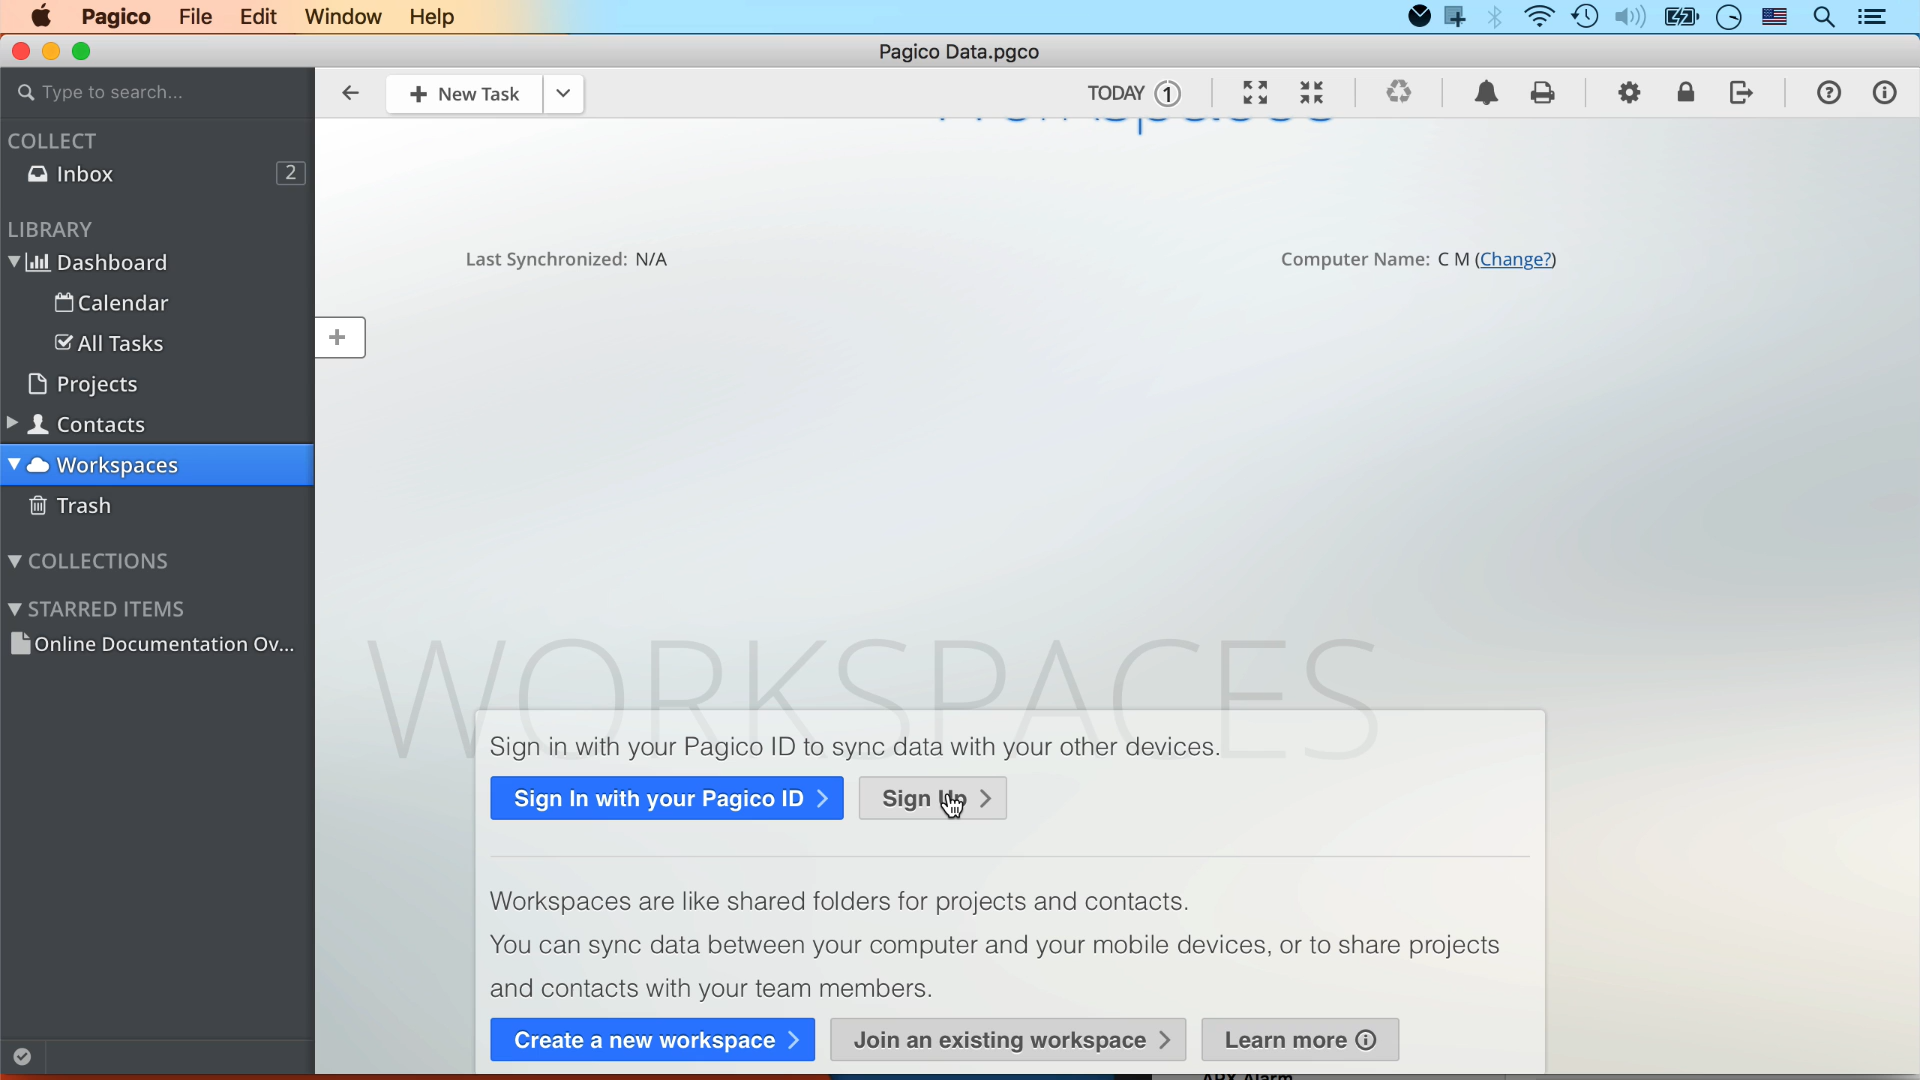 Pagico File Edit Window Help
Pagico Data.pgco
Type to search...
New Task
TODAY 1
COLLECT
Inbox 2
LIBRARY
Dashboard
Calendar
All Tasks
Projects
Contacts
Workspaces
Trash
COLLECTIONS
STARRED ITEMS
Online Documentation Ov...
Last Synchronized: N/A
Computer Name: C M (Change?)
WORKSPACES
Sign in with your Pagico ID to sync data with your other devices.
Sign In with your Pagico ID
Sign Up
Workspaces are like shared folders for projects and contacts.
You can sync data between your computer and your mobile devices, or to share projects
and contacts with your team members.
Create a new workspace
Join an existing workspace
Learn more